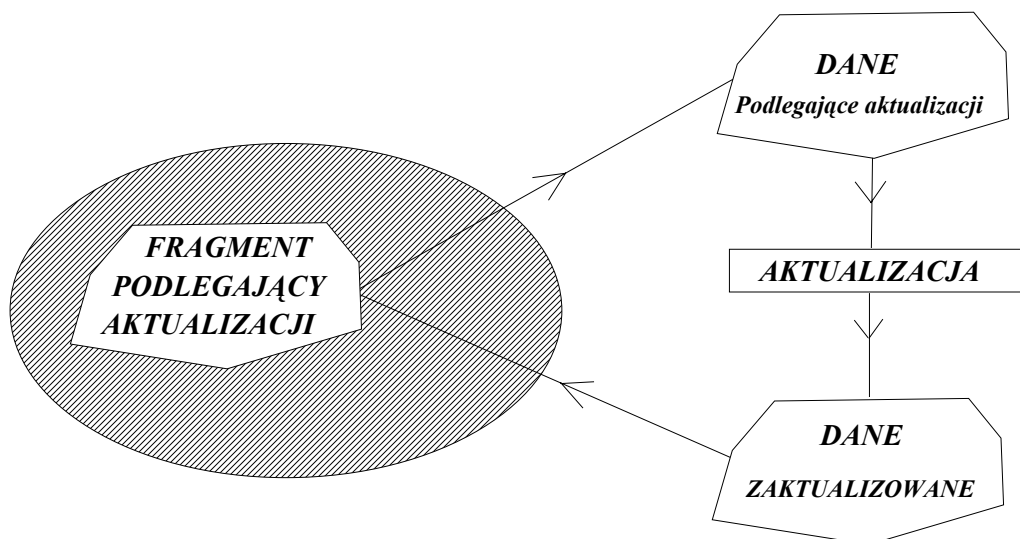 DANE
Podlegające aktualizacji
FRAGMENT
PODLEGAJĄCY
AKTUALIZACJI
AKTUALIZACJA
DANE
ZAKTUALIZOWANE